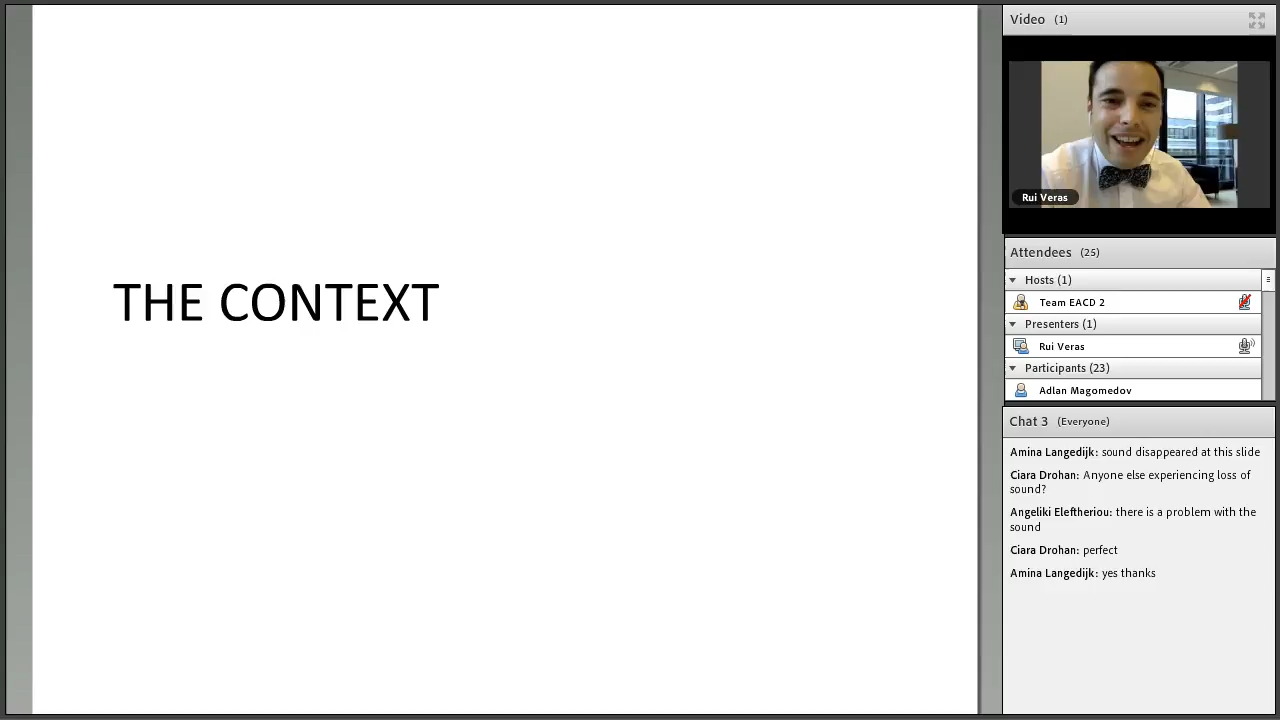 THE CONTEXT
Video (1)
Rui Veras
Attendees (25)
Hosts (1)
Team EACD 2
Presenters (1)
Rui Veras
Participants (23)
Adlan Magomedov
Chat 3 (Everyone)
Amina Langedijk: sound disappeared at this slide
Ciara Drohan: Anyone else experiencing loss of
sound?
Angeliki Eleftheriou: there is a problem with the
sound
Ciara Drohan: perfect
Amina Langedijk: yes thanks